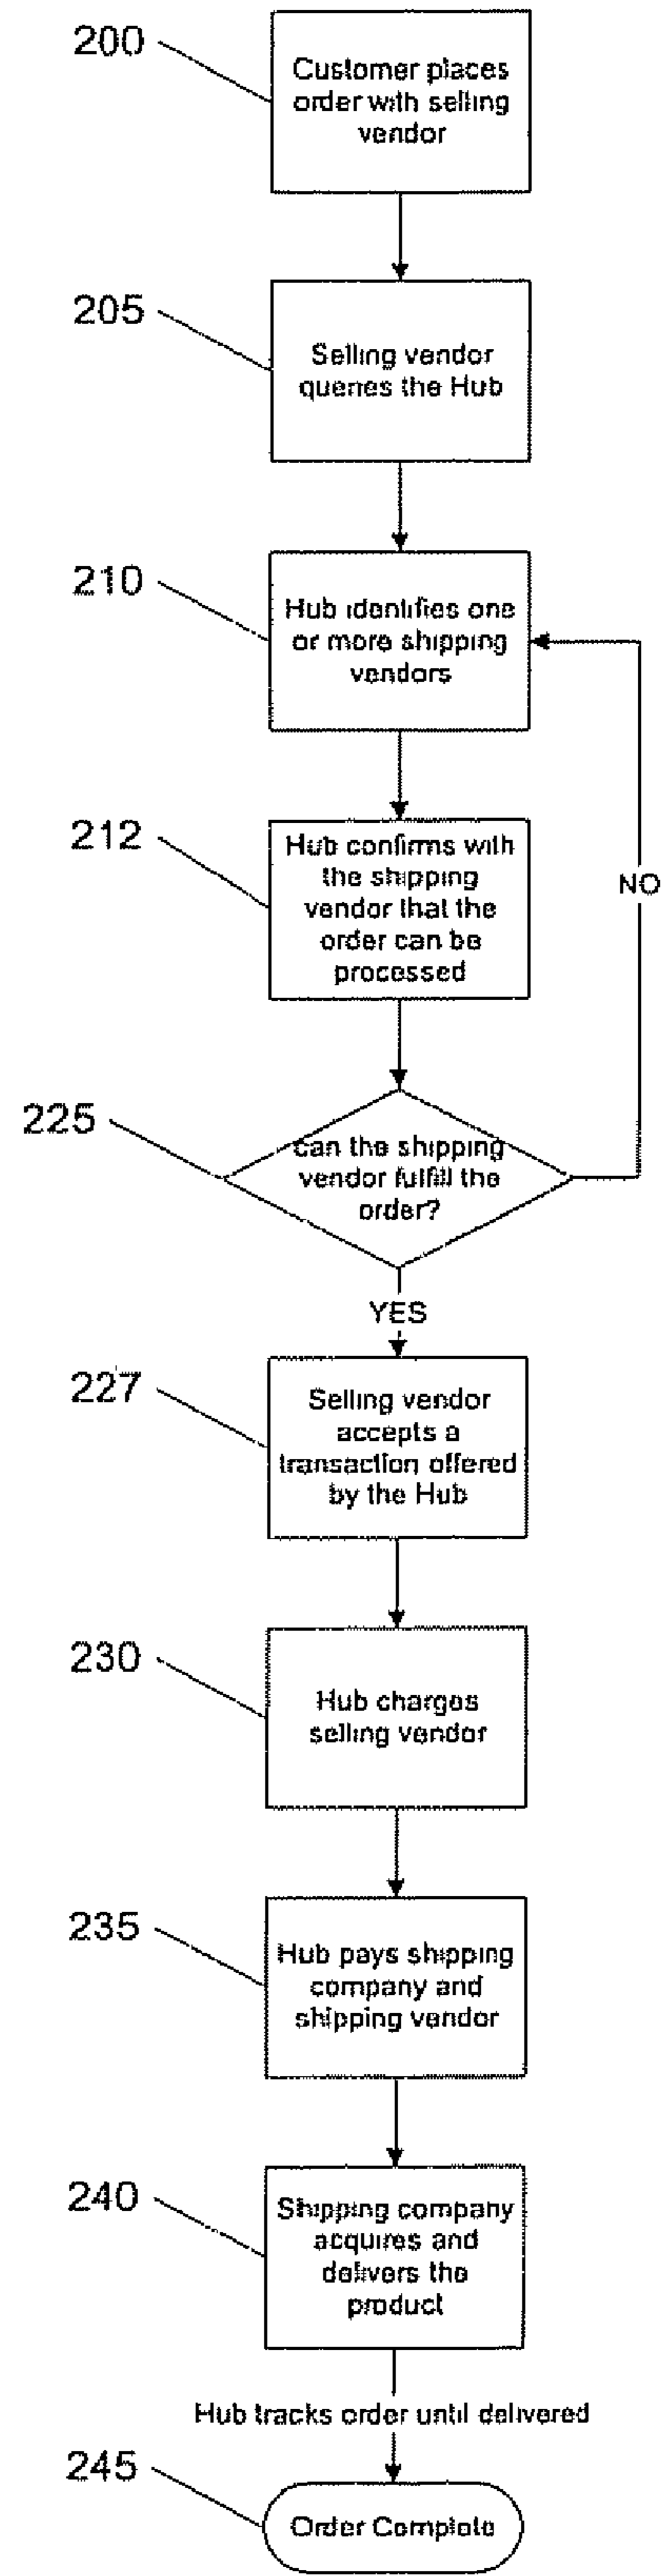 200
Customer places
order with selling
vendor
205
Selling vendor
queries the Hub
210
Hub identifies one
or more shipping
vendors
212
Hub confirms with
the shipping
vendor that the
order can be
processed
NO
225
can the shipping
vendor fulfill the
order?
YES
227
Selling vendor
accepts a
transaction offered
by the Hub
230
Hub charges
selling vendor
235
Hub pays shipping
company and
shipping vendor
240
Shipping company
acquires and
delivers the
product
Hub tracks order until delivered
245
Order Complete